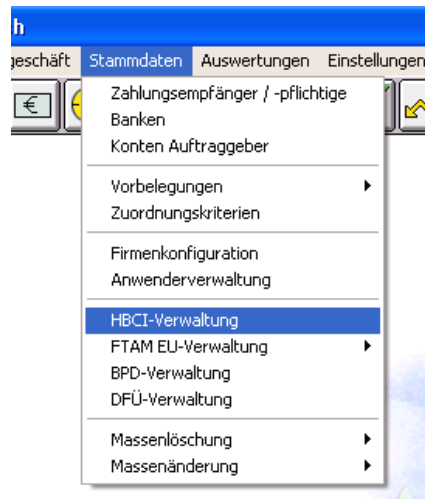 h
geschäft Stammdaten Auswertungen Einstellungen
€
Zahlungsempfänger / -pflichtige
Banken
Konten Auftraggeber
Vorbelegungen
Zuordnungskriterien
Firmenkonfiguration
Anwenderverwaltung
HBCI-Verwaltung
FTAM EU-Verwaltung
BPD-Verwaltung
DFÜ-Verwaltung
Massenlöschung
Massenänderung